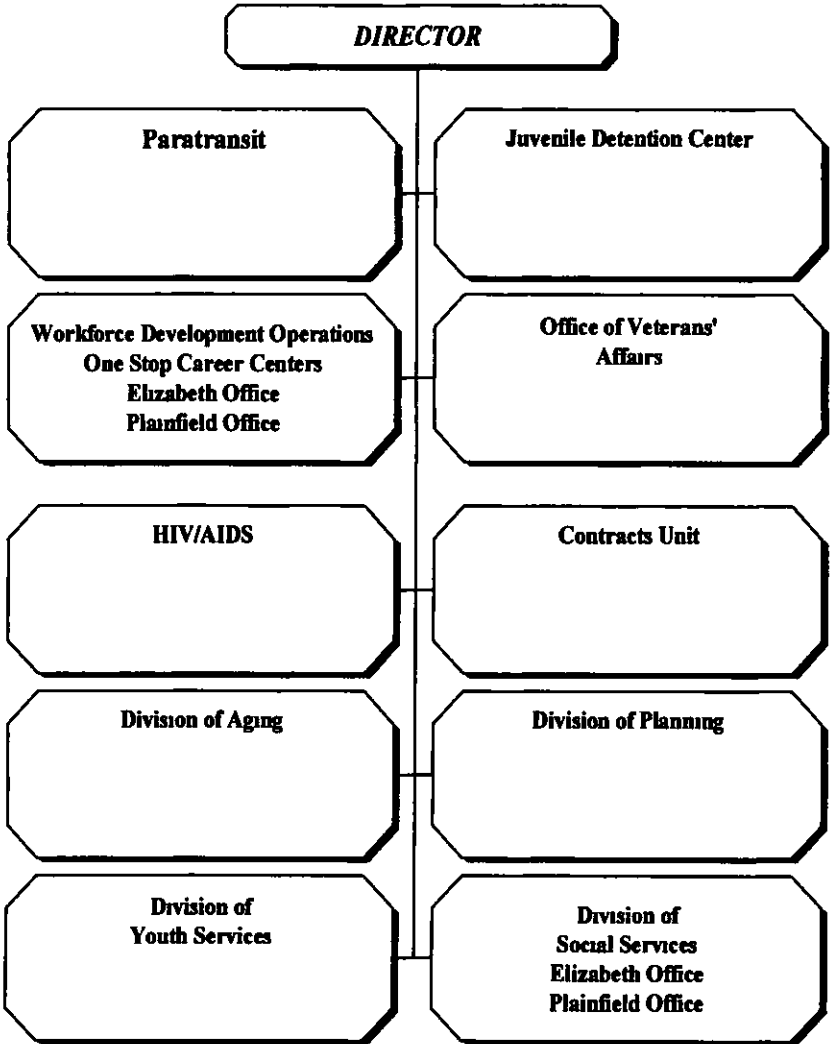 DIRECTOR
Paratransit
Juvenile Detention Center
Workforce Development Operations
One Stop Career Centers
Elizabeth Office
Plainfield Office
Office of Veterans'
Affairs
HIV/AIDS
Contracts Unit
Division of Aging
Division of Planning
Division of
Youth Services
Division of
Social Services
Elizabeth Office
Plainfield Office